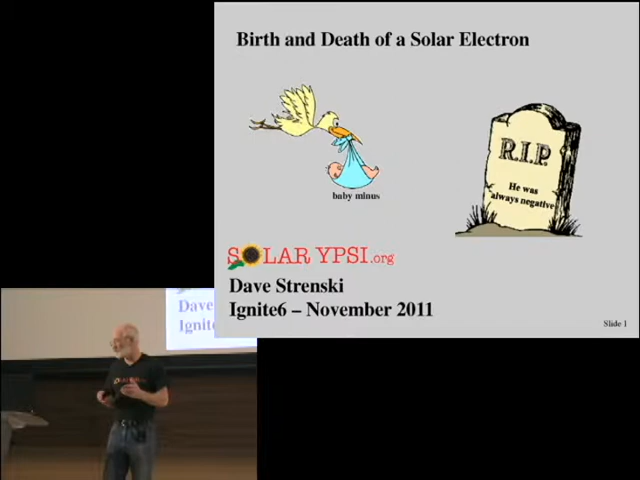 Birth and Death of a Solar Electron
R.I.P.
He was
always negative
baby minus
SOLAR YPSI.org
Dave Strenski
Ignite6 – November 2011
Slide 1
Dave
Ignite